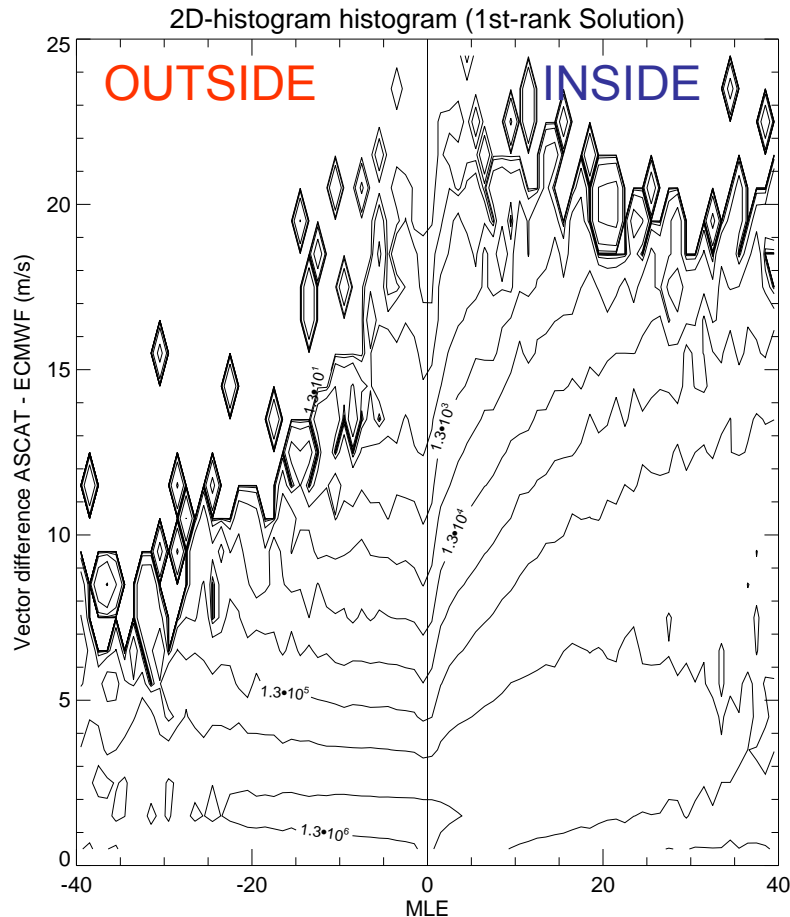 2D-histogram histogram (1st-rank Solution)
OUTSIDE INSIDE
25
20
15
10
5
0
Vector difference ASCAT - ECMWF (m/s)
1.3•10¹
1.3•10³
1.3•10⁴
1.3•10⁵
1.3•10⁶
-40 -20 0 20 40
MLE